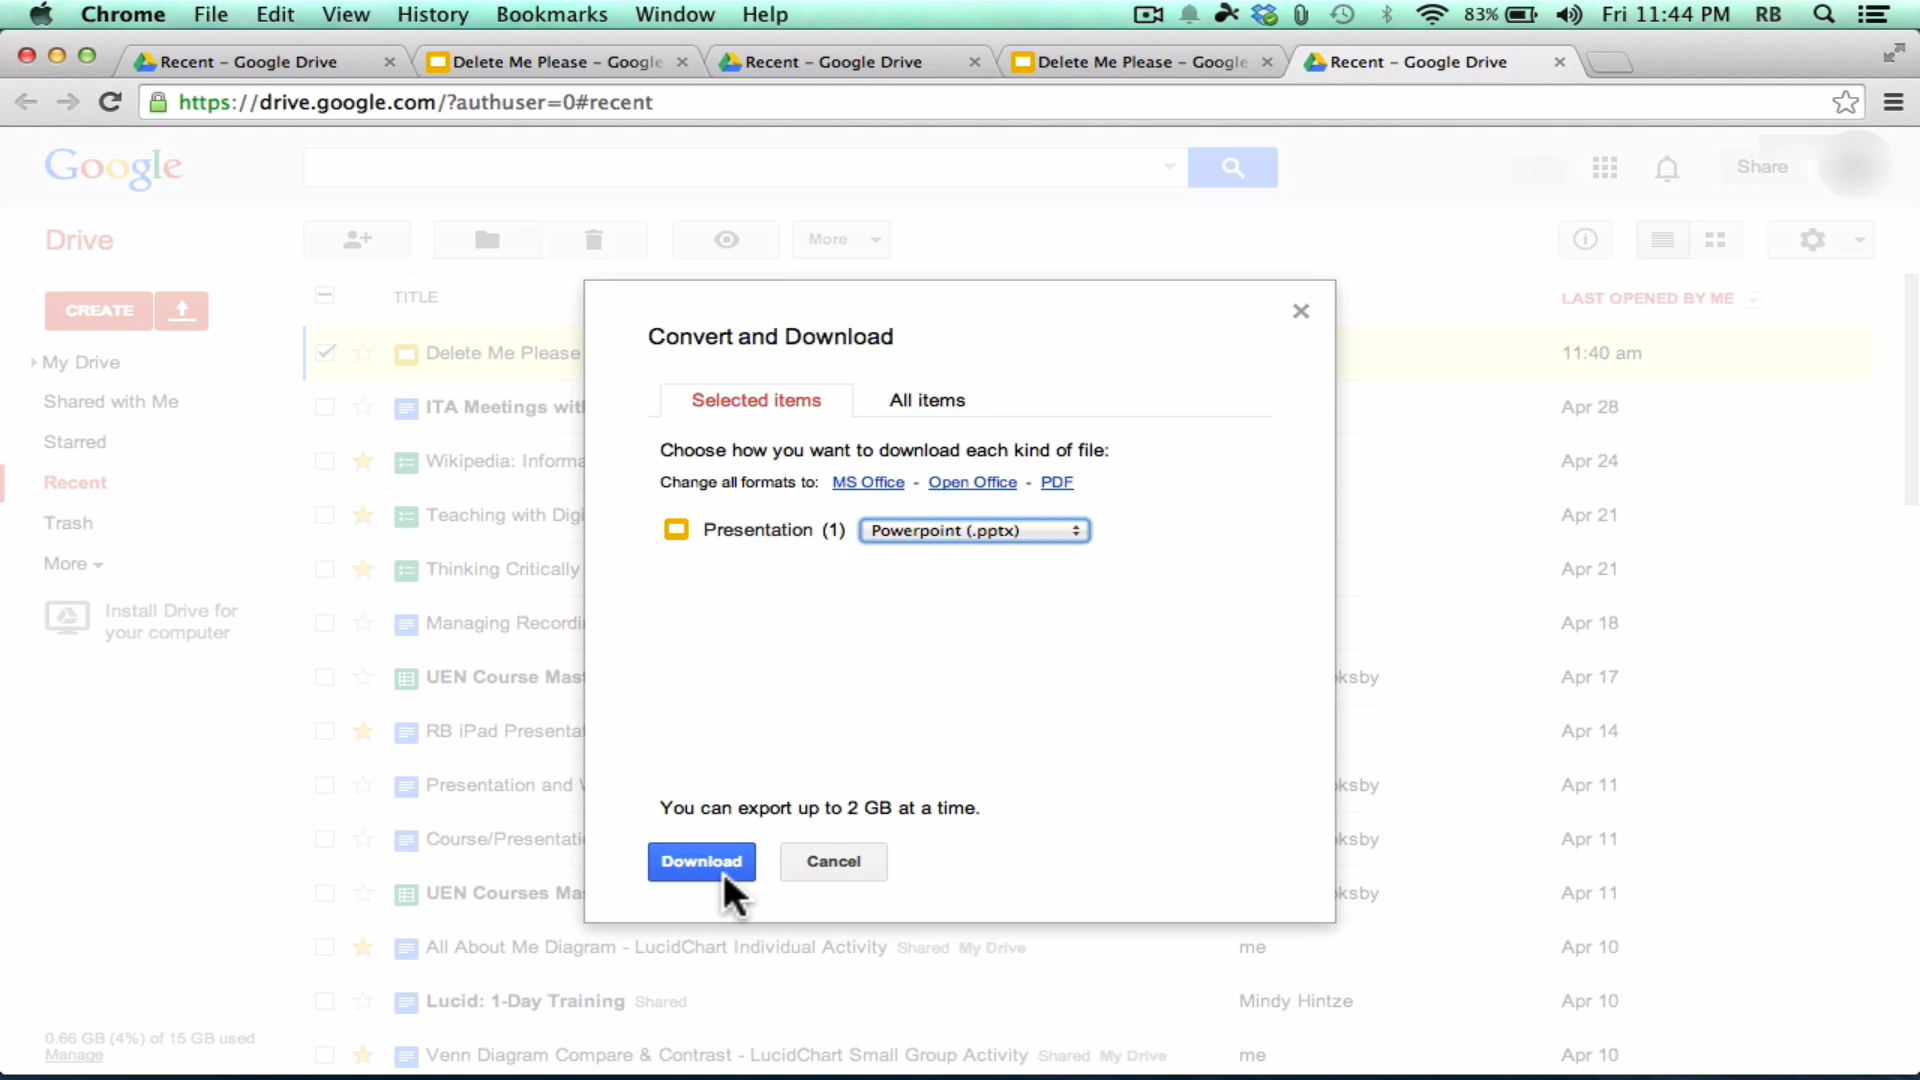 Chrome File Edit View History Bookmarks Window Help 83% Fri 11:44 PM RB
Recent – Google Drive × Delete Me Please – Google × Recent – Google Drive × Delete Me Please – Google × Recent – Google Drive ×
https://drive.google.com/?authuser=0#recent
Google Share
Drive More
CREATE
My Drive
Shared with Me
Starred
Recent
Trash
More
Install Drive for
your computer
0.66 GB (4%) of 15 GB used
Manage
TITLE LAST OPENED BY ME
Delete Me Please 11:40 am
ITA Meetings Apr 28
Wikipedia: Apr 24
Teaching with Apr 21
Thinking Critically Apr 21
Managing Apr 18
UEN Course ksby Apr 17
RB iPad Apr 14
Presentation and ksby Apr 11
Course/ ksby Apr 11
UEN Courses ksby Apr 11
All About Me Diagram - LucidChart Individual Activity Shared My Drive me Apr 10
Lucid: 1-Day Training Shared Mindy Hintze Apr 10
Venn Diagram Compare & Contrast - LucidChart Small Group Activity Shared My Drive me Apr 10
Convert and Download
Selected items All items
Choose how you want to download each kind of file:
Change all formats to: MS Office - Open Office - PDF
Presentation (1) Powerpoint (.pptx)
You can export up to 2 GB at a time.
Download Cancel